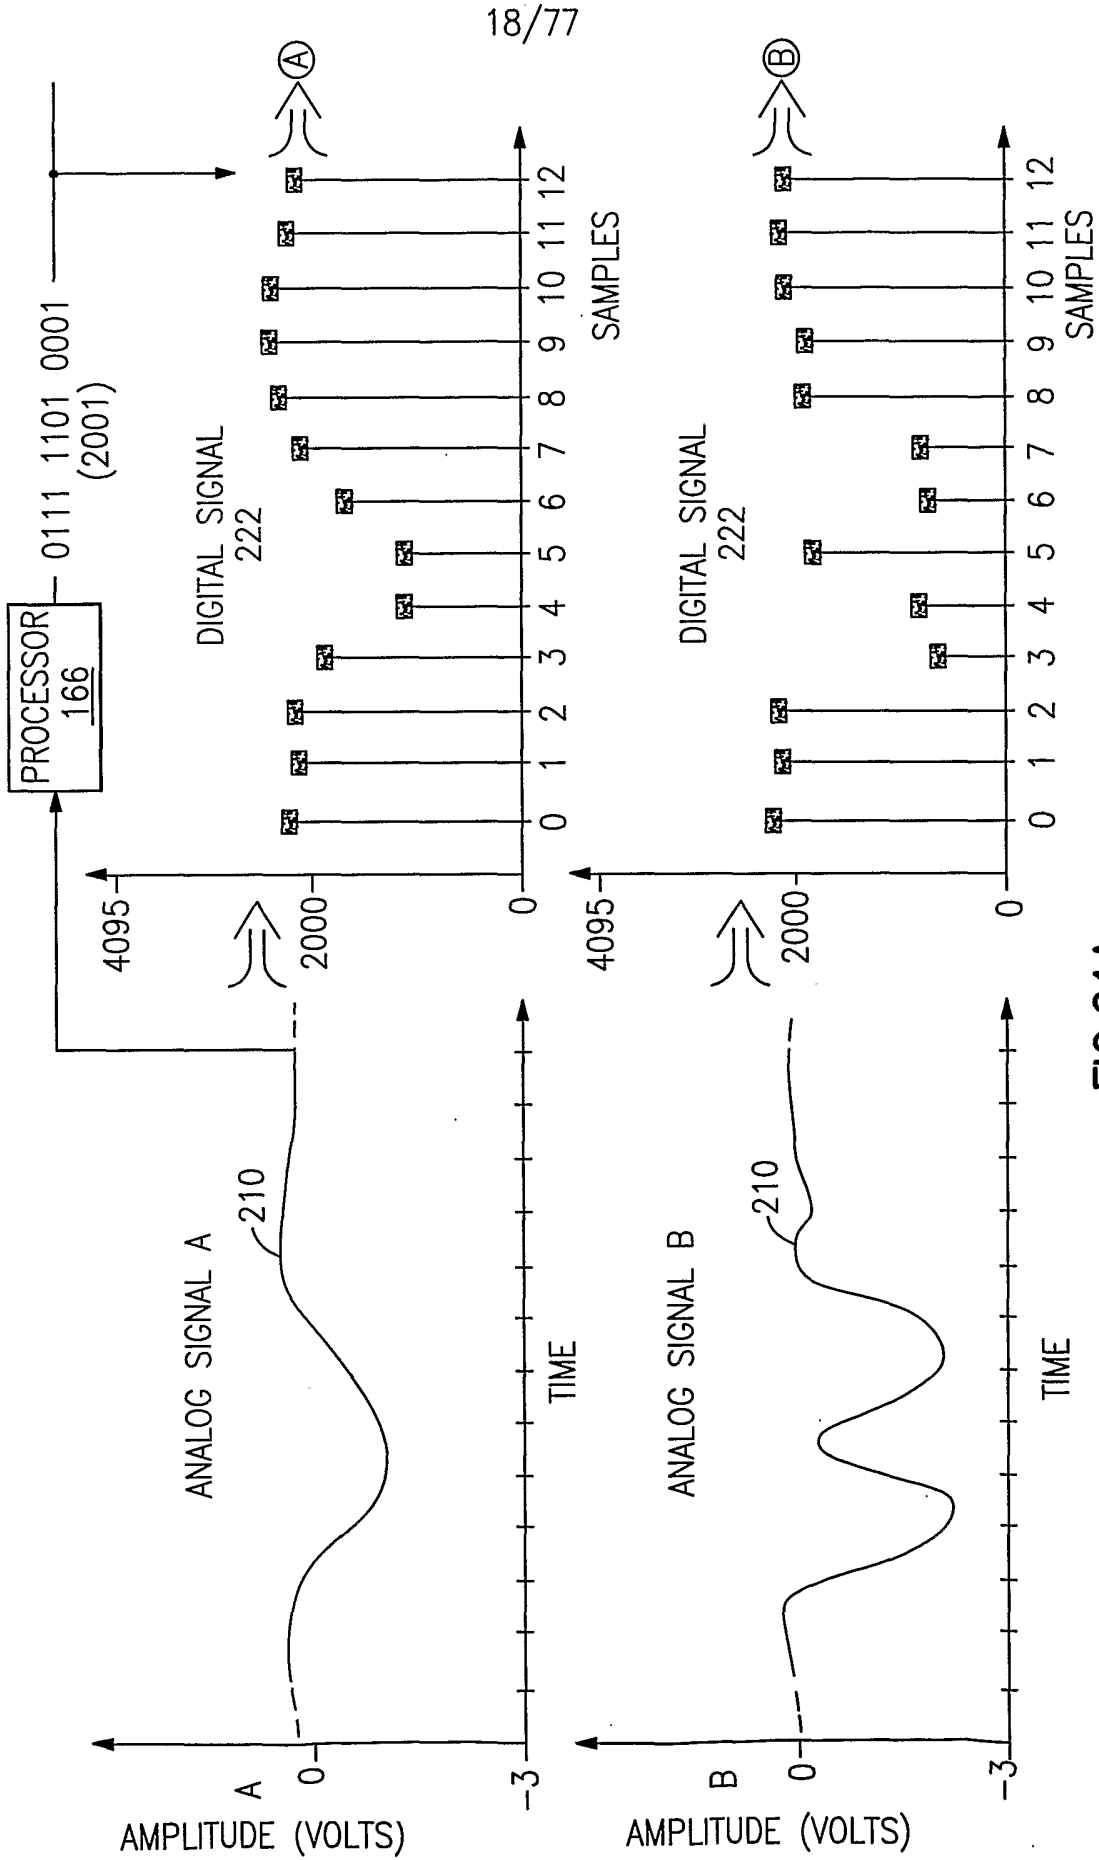 18/77
PROCESSOR
166
0111 1101 0001
(2001)
ANALOG SIGNAL A
210
A
0
-3
AMPLITUDE (VOLTS)
TIME
4095
2000
0
DIGITAL SIGNAL
222
0 1 2 3 4 5 6 7 8 9 10 11 12
SAMPLES
A
ANALOG SIGNAL B
210
B
0
-3
AMPLITUDE (VOLTS)
TIME
4095
2000
0
DIGITAL SIGNAL
222
0 1 2 3 4 5 6 7 8 9 10 11 12
SAMPLES
B